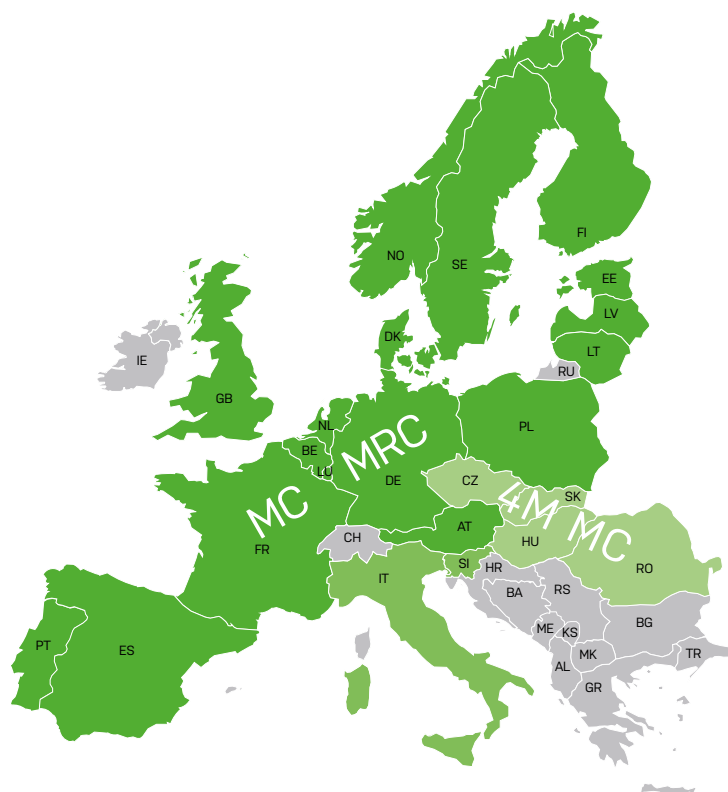 FI
NO
SE
EE
LV
DK
LT
IE
RU
GB
NL
PL
MRC
BE
LU
DE
CZ
4M MC
SK
MC
AT
CH
HU
FR
SI
HR
RO
IT
RS
BA
BG
ME
KS
PT
ES
MK
TR
AL
GR